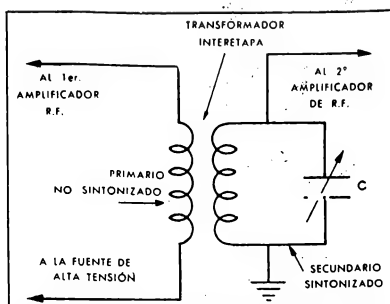 TRANSFORMADOR
INTERETAPA
AL 1er.
AMPLIFICADOR
R.F.
AL 2°
AMPLIFICADOR
DE R.F.
PRIMARIO
NO SINTONIZADO
C
A LA FUENTE DE
ALTA TENSIÓN
SECUNDARIO
SINTONIZADO